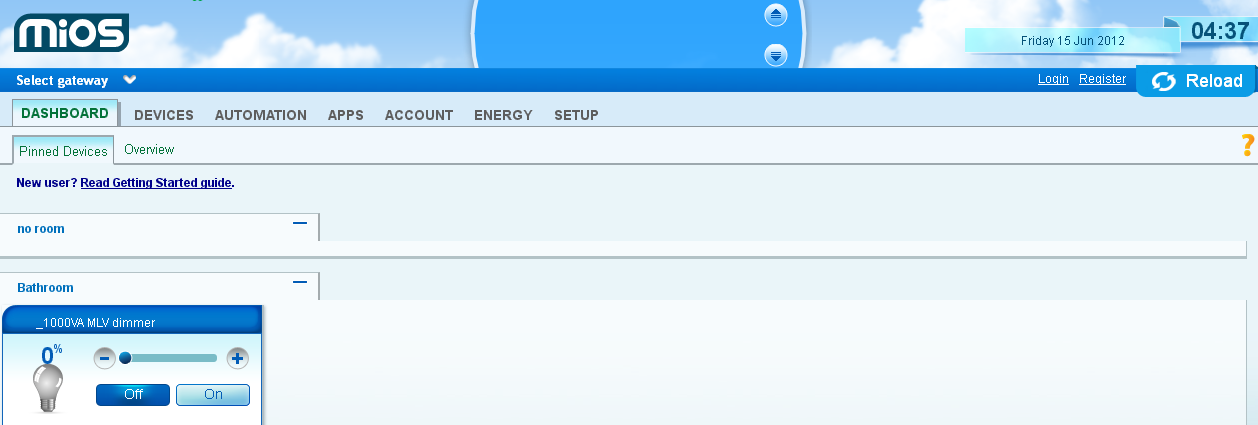 mios
04:37
Friday 15 Jun 2012
Select gateway
Login Register Reload
DASHBOARD DEVICES AUTOMATION APPS ACCOUNT ENERGY SETUP
Pinned Devices Overview ?
New user? Read Getting Started guide.
no room
Bathroom
_1000VA MLV dimmer
0%
Off On